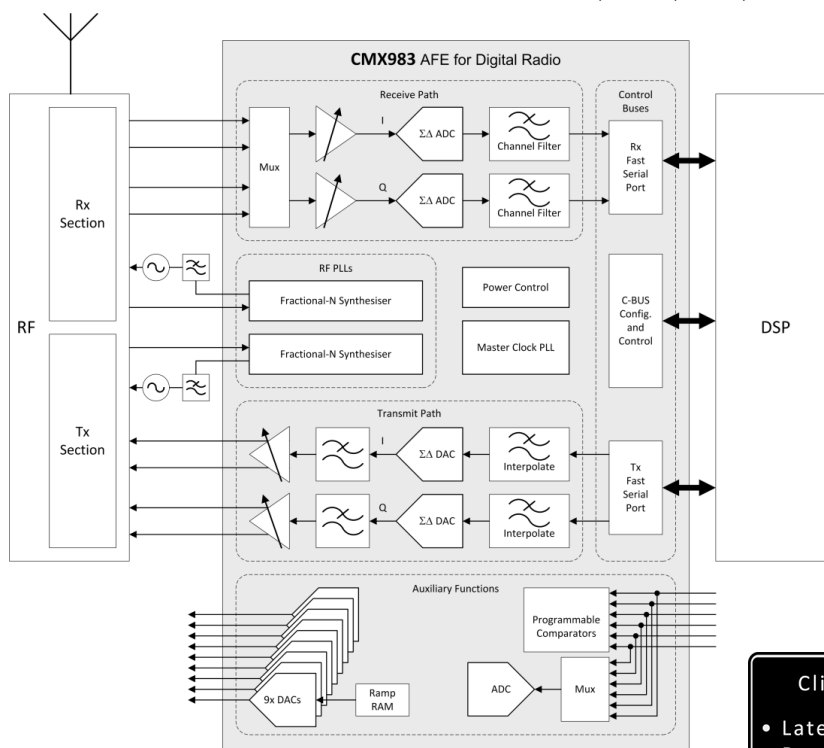 CMX983 AFE for Digital Radio
Receive Path
Control
Buses
Mux
I
ΣΔ ADC
Channel Filter
Q
ΣΔ ADC
Channel Filter
Rx
Fast
Serial
Port
Rx
Section
RF PLLs
Fractional-N Synthesiser
Fractional-N Synthesiser
Power Control
Master Clock PLL
C-BUS
Config.
and
Control
RF
DSP
Transmit Path
Tx
Section
I
ΣΔ DAC
Interpolate
Q
ΣΔ DAC
Interpolate
Tx
Fast
Serial
Port
Auxiliary Functions
Programmable
Comparators
9x DACs
Ramp
RAM
ADC
Mux
Cli
• Late